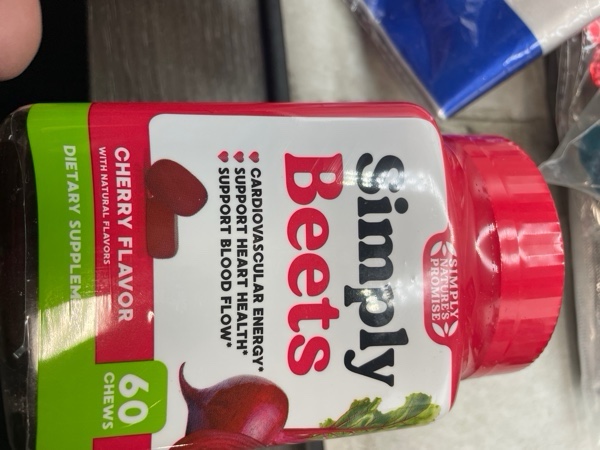 SIMPLY
NATURE'S
PROMISE
Simply
Beets
CARDIOVASCULAR ENERGY*
SUPPORT HEART HEALTH*
SUPPORT BLOOD FLOW*
CHERRY FLAVOR
WITH NATURAL FLAVORS
60
CHEWS
DIETARY SUPPLEM